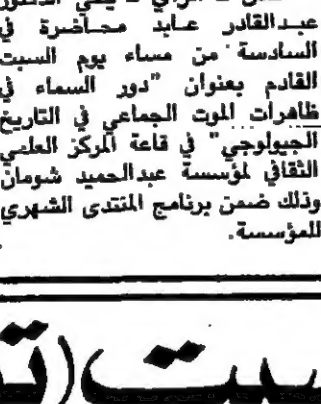 عبدالقادر عابد محاضرة في
السادسة من مساء يوم السبت
القادم بعنوان "دور السماء في
ظاهرات الموت الجماعي في التاريخ
الجيولوجي" في قاعة المركز العلمي
الثقافي لمؤسسة عبدالحميد شومان
وذلك ضمن برنامج المنتدى الشهري
للمؤسسة.